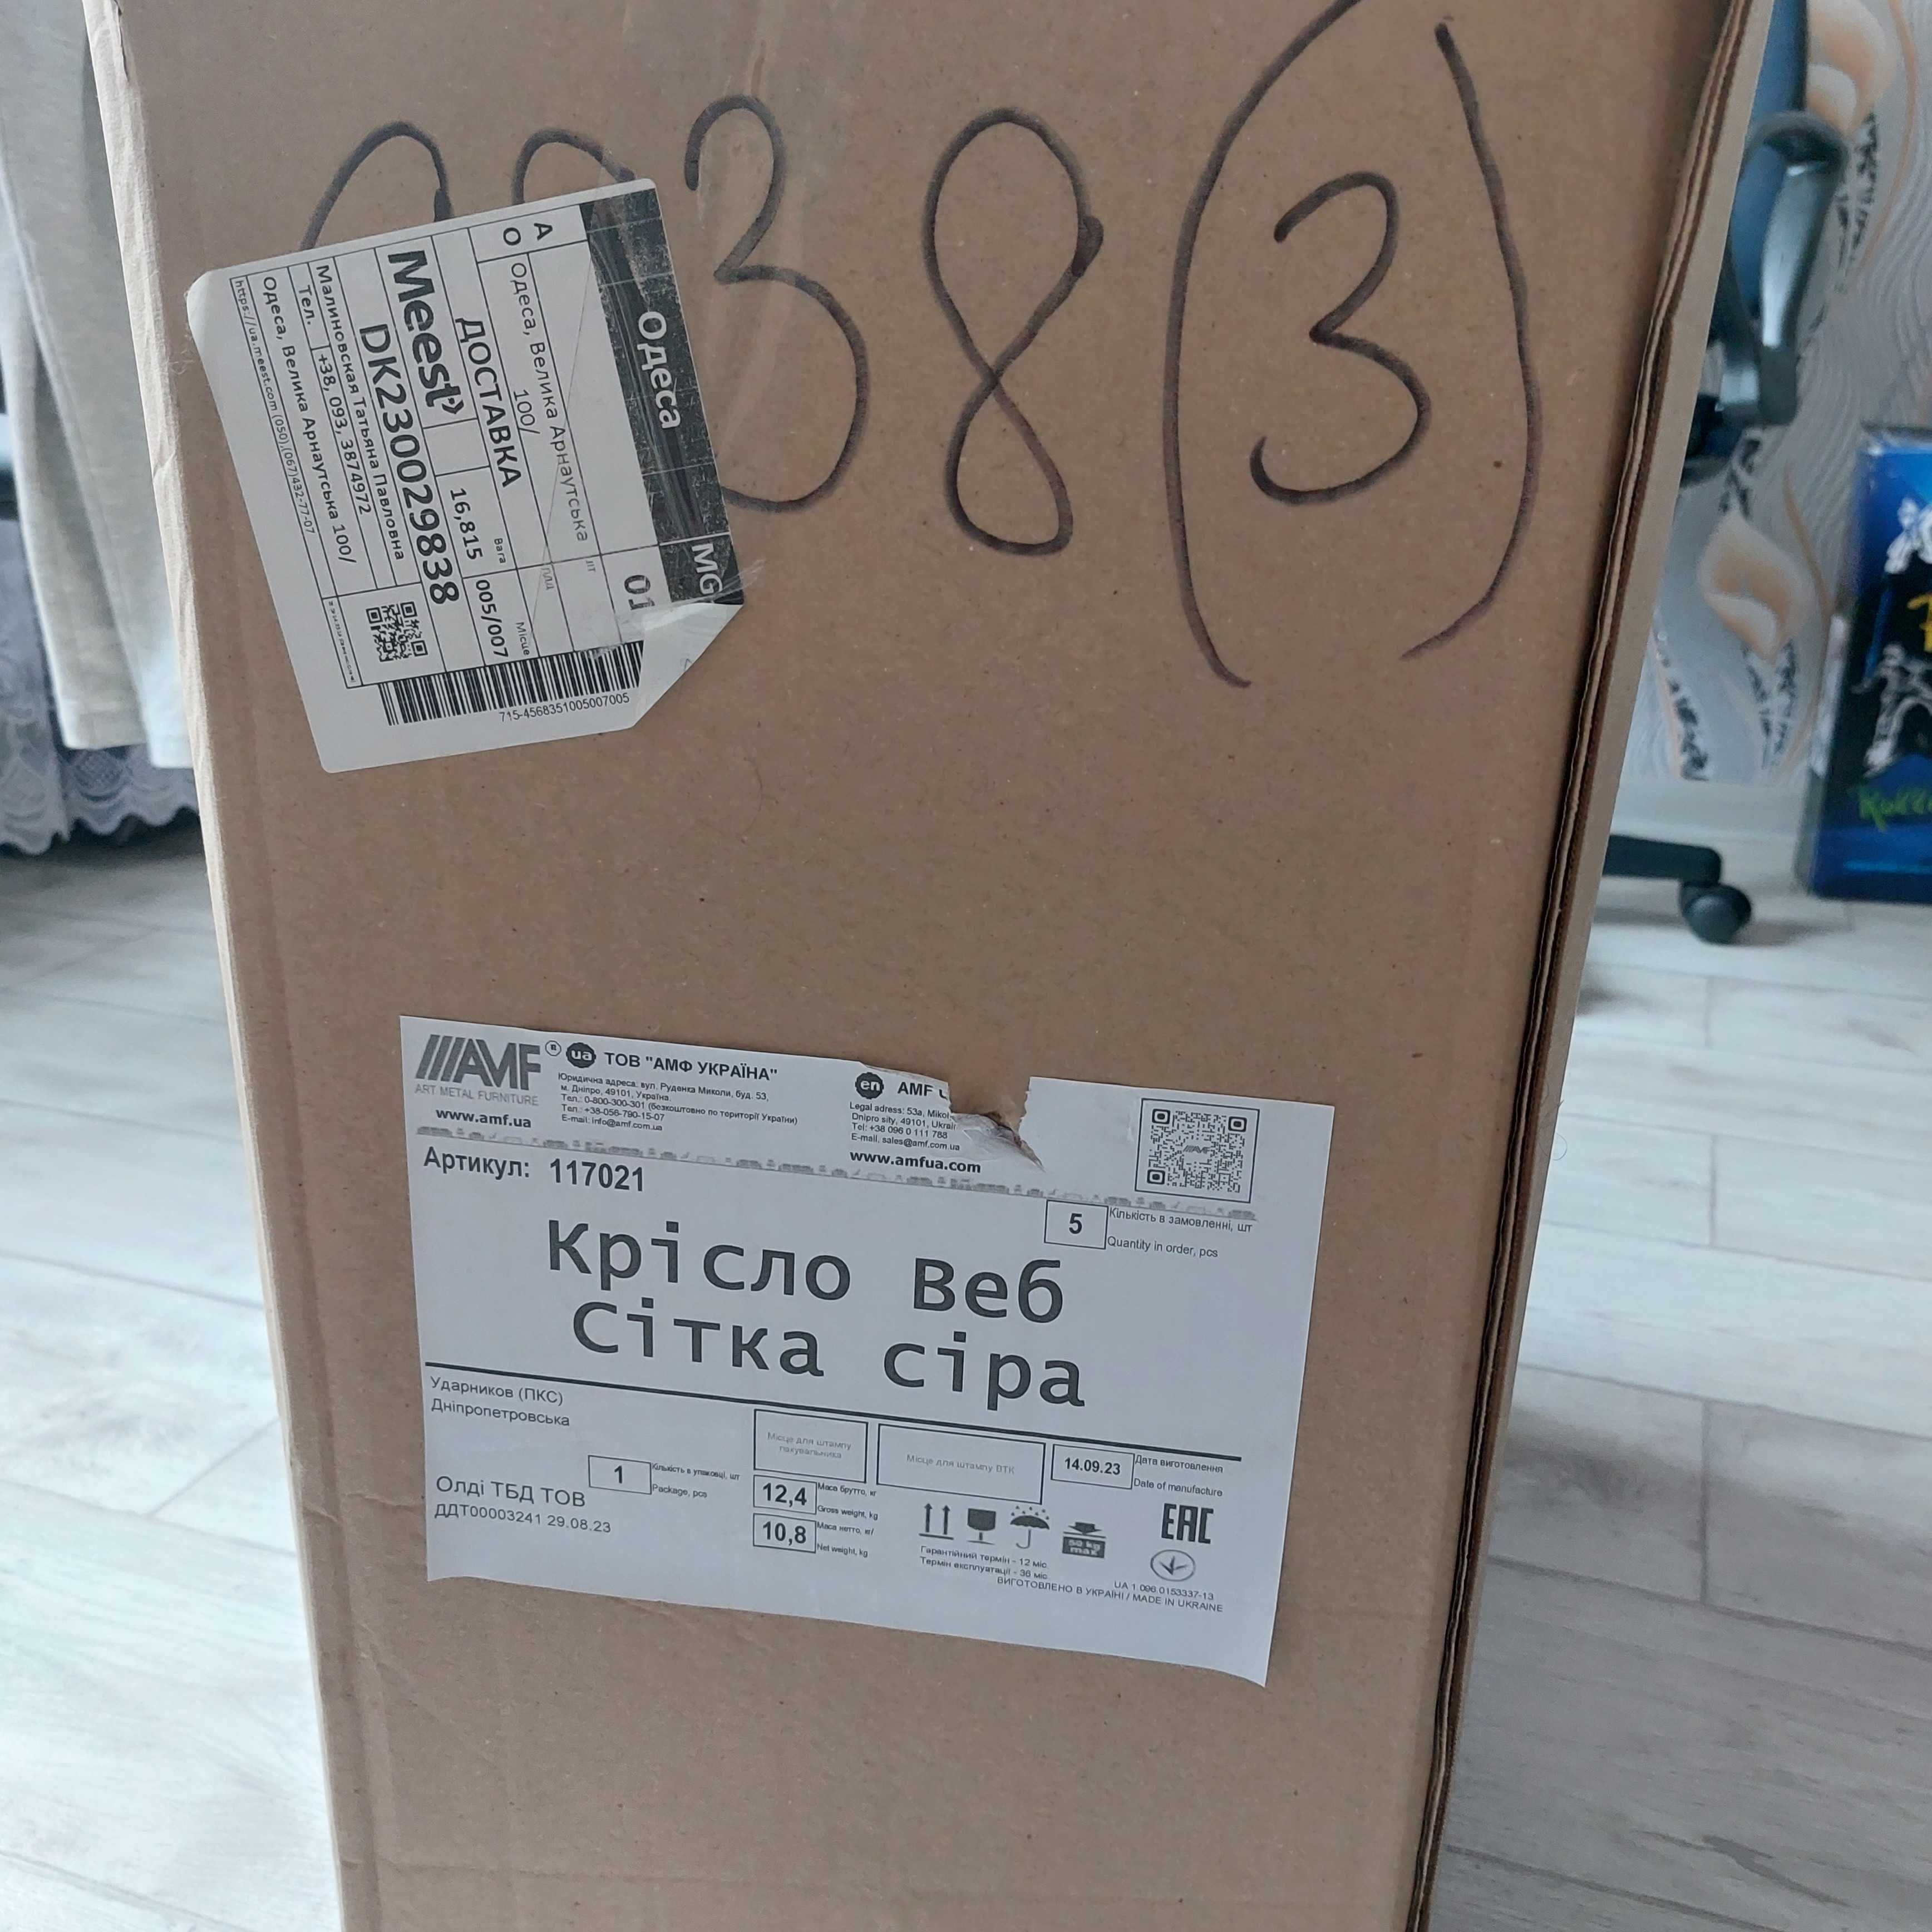 38 (3)
Одеса MG
01
А Одеса, Велика Арнаутська
О 100/
ДОСТАВКА
16,815 Вага 005/007 Місце
Meest
DK2300029838
Малиновская Татьяна Павловна
Тел. +38, 093, 3874972
Одеса, Велика Арнаутська 100/
https://ua.meest.com (050),(067)432-77-07
715-4568351005007005
AMF ®
ART METAL FURNITURE
www.amf.ua
ua ТОВ "АМФ УКРАЇНА"
Юридична адреса: вул. Руденка Миколи, буд. 53,
м. Дніпро, 49101, Україна.
Тел.: 0-800-300-301 (безкоштовно по території України)
Тел.: +38-056-790-15-07
E-mail: info@amf.com.ua
en AMF
Legal adress: 53a,
Dnipro sity, 49101,
Tel: +38 096 0 111 788
E-mail. sales@amf.com.ua
www.amfua.com
Артикул: 117021
5 Кількість в замовленні, шт
Quantity in order, pcs
Крісло Веб
Сітка сіра
Ударников (ПКС)
Дніпропетровська
Місце для штампу
пакувальника
Місце для штампу ВТК
14.09.23 Дата виготовлення
Date of manufacture
1 Кількість в упаковці, шт
Package, pcs
12,4 Маса брутто, кг
Gross weight, kg
10,8 Маса нетто, кг/
Net weight, kg
Олді ТБД ТОВ
ДДТ00003241 29.08.23
50 kg
max
EAC
Гарантійний термін - 12 міс.
Термін експлуатації - 36 міс.
UA 1.096.0153337-13
ВИГОТОВЛЕНО В УКРАЇНІ / MADE IN UKRAINE